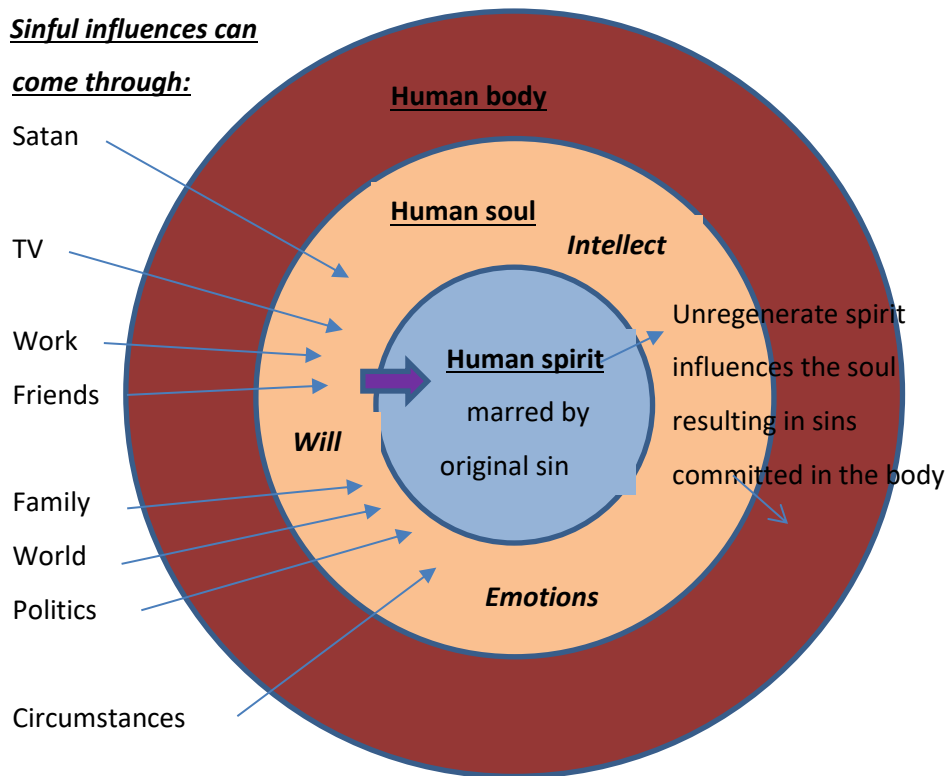 Sinful influences can
come through:
Satan
TV
Work
Friends
Family
World
Politics
Circumstances
Human body
Human soul
Intellect
Will
Emotions
Human spirit
marred by
original sin
Unregenerate spirit
influences the soul
resulting in sins
committed in the body